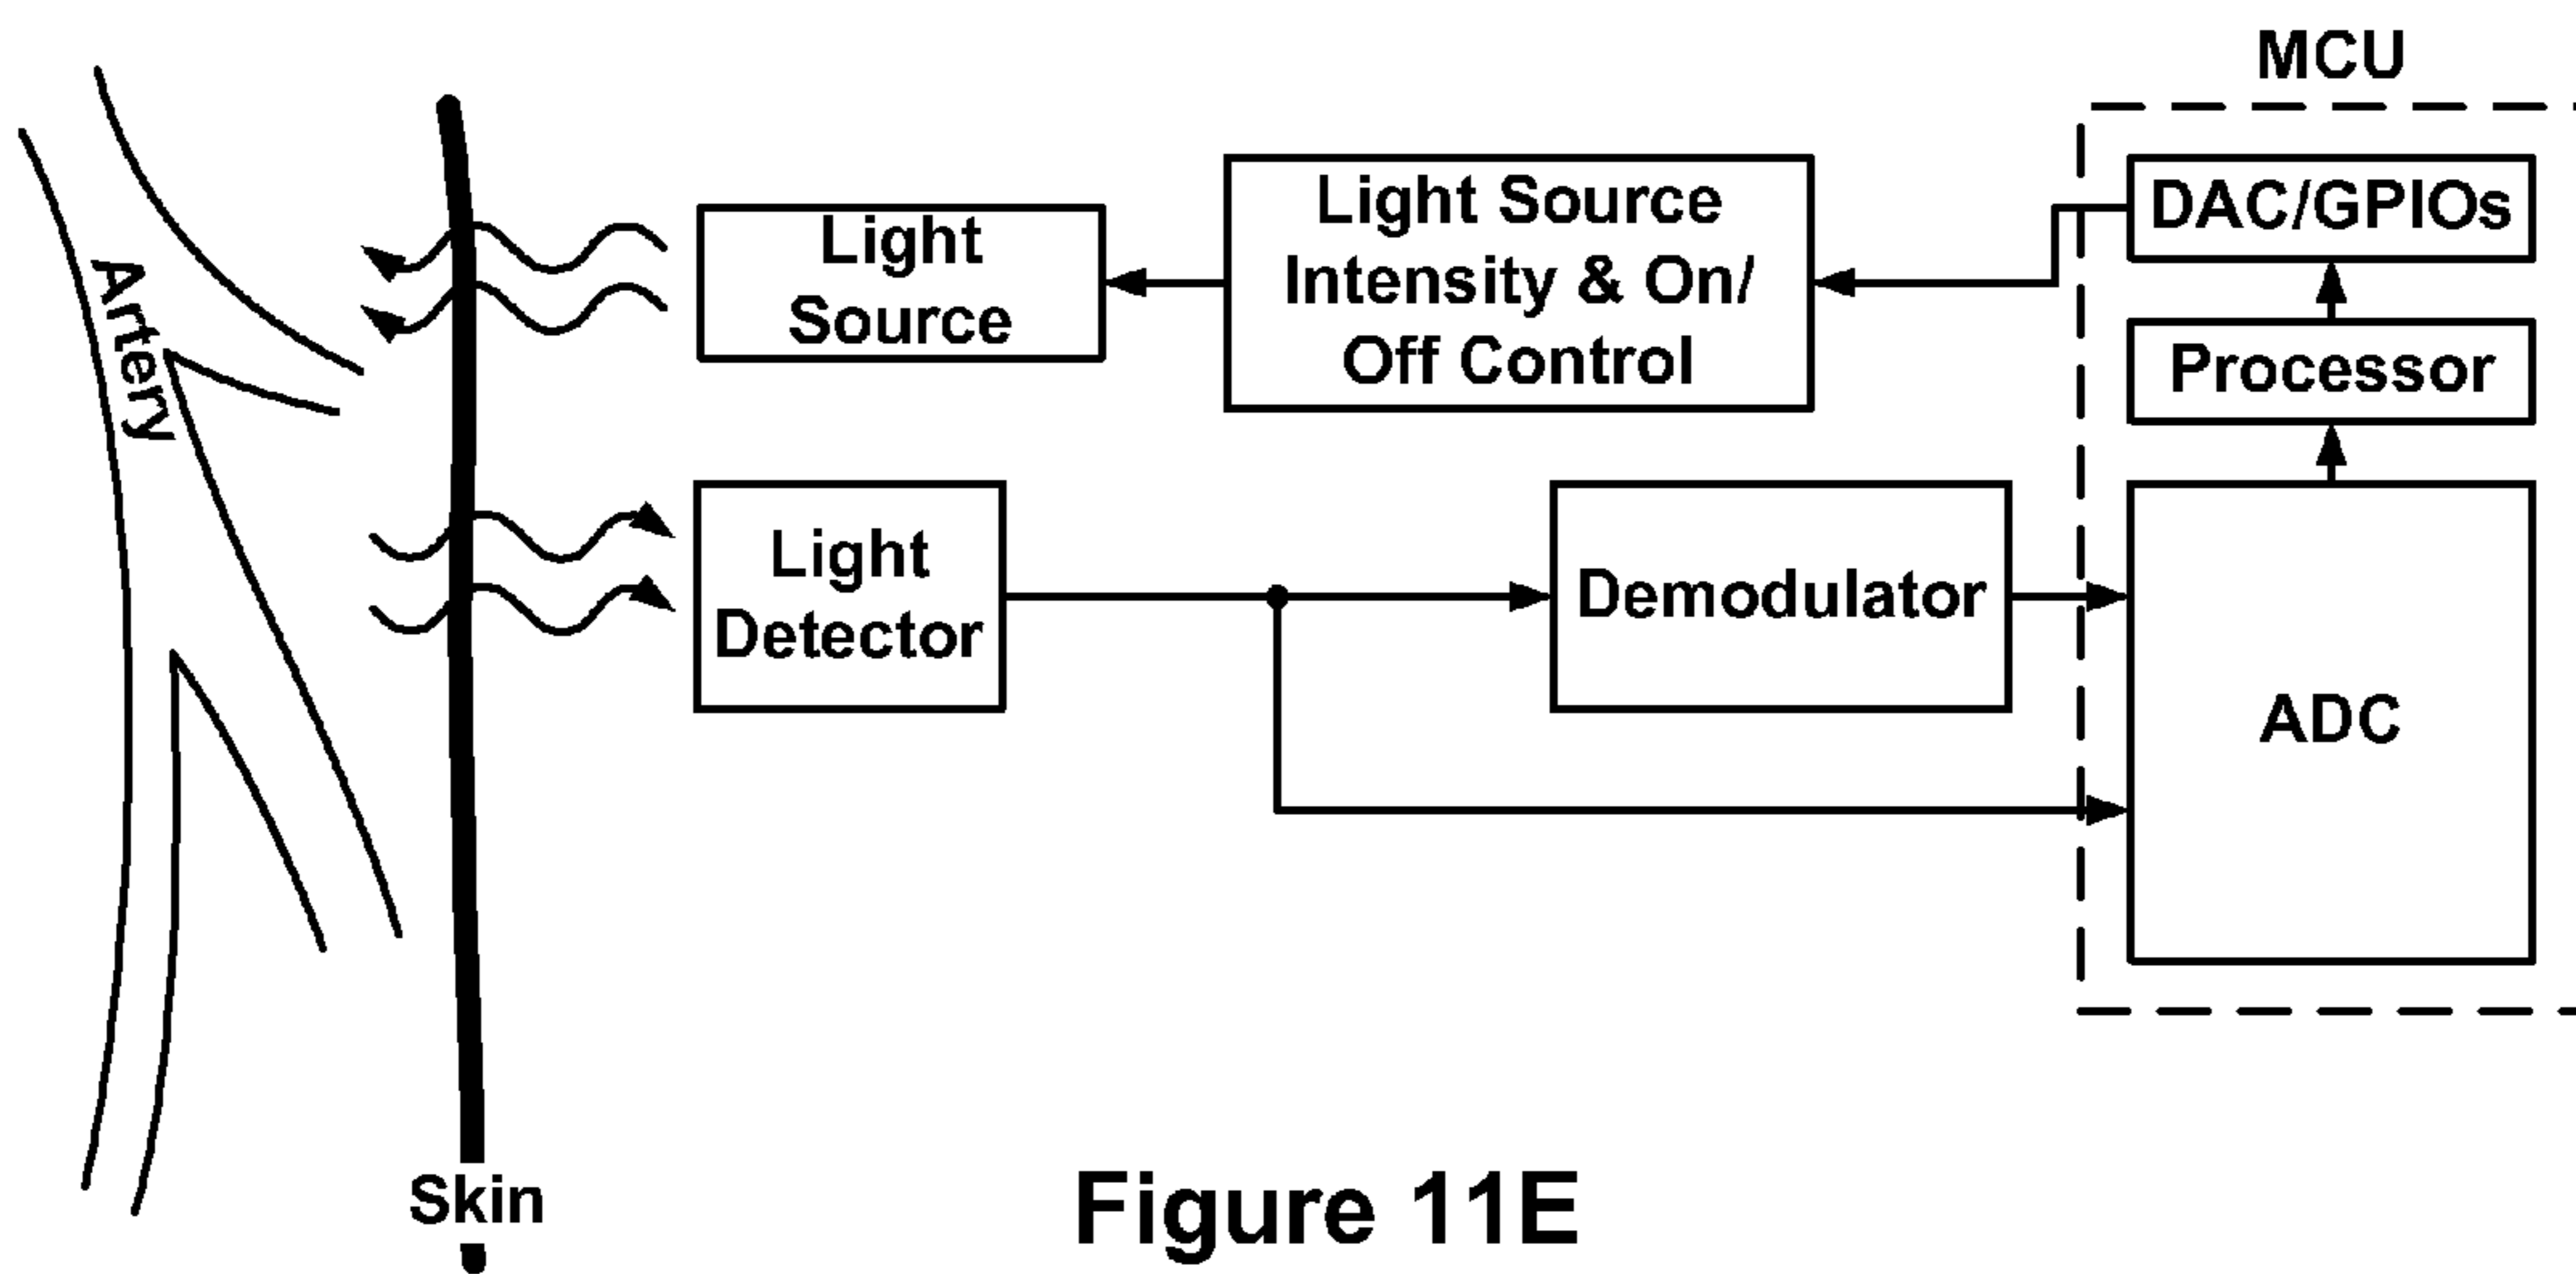 MCU
Artery
Light
Source
Light Source
Intensity & On/
Off Control
DAC/GPIOs
Processor
Light
Detector
Demodulator
ADC
Skin
Figure 11E